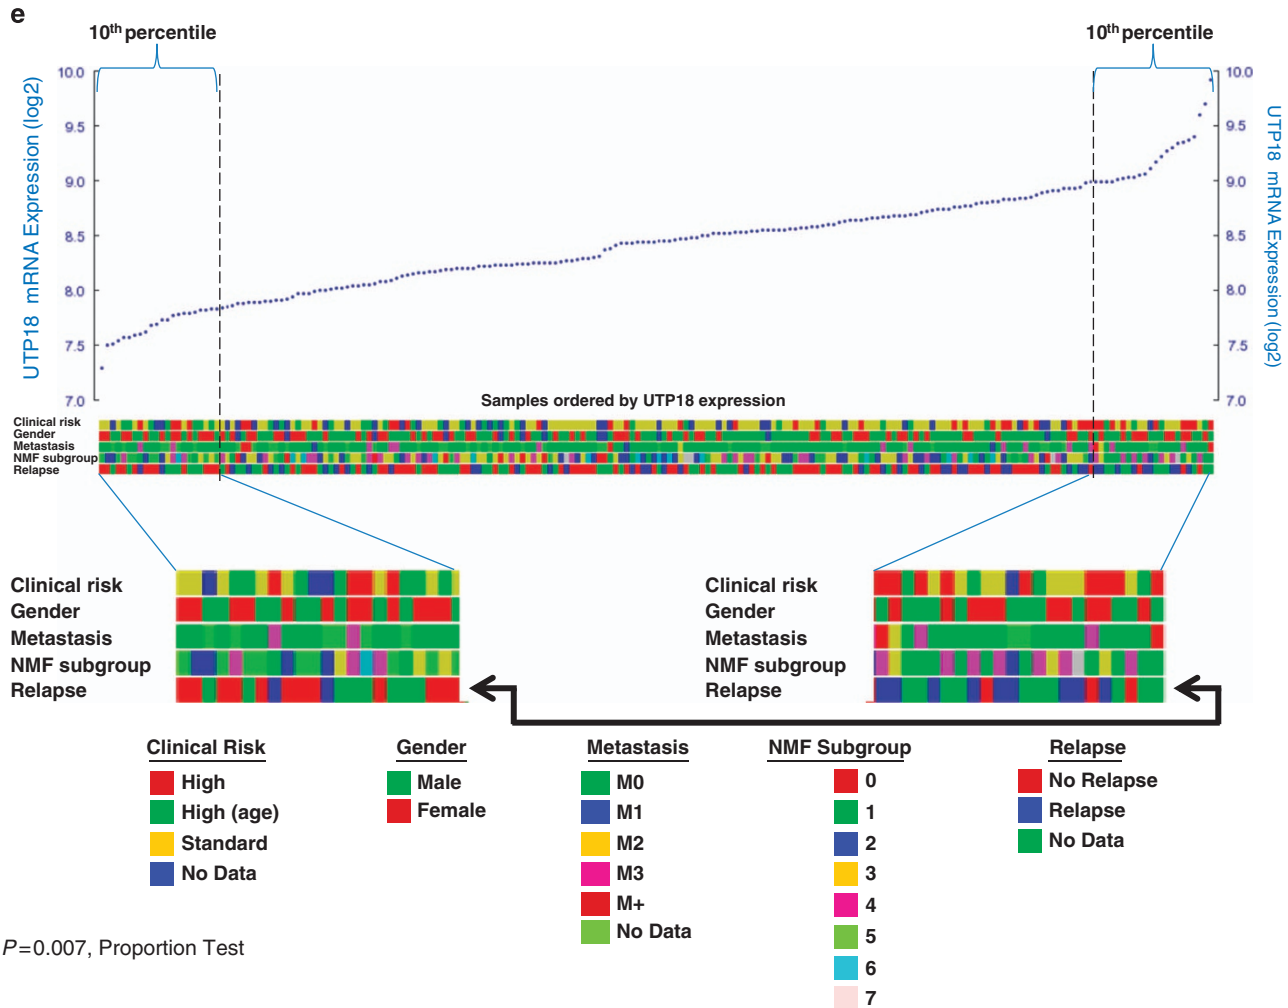 e
10th percentile
10th percentile
UTP18 mRNA Expression (log2)
10.0
9.5
9.0
8.5
8.0
7.5
7.0
10.0
9.5
9.0
8.5
8.0
7.5
7.0
UTP18 mRNA Expression (log2)
Samples ordered by UTP18 expression
Clinical risk
Gender
Metastasis
NMF subgroup
Relapse
Clinical risk
Gender
Metastasis
NMF subgroup
Relapse
Clinical risk
Gender
Metastasis
NMF subgroup
Relapse
Clinical Risk
High
High (age)
Standard
No Data
Gender
Male
Female
Metastasis
M0
M1
M2
M3
M+
No Data
NMF Subgroup
0
1
2
3
4
5
6
7
Relapse
No Relapse
Relapse
No Data
P=0.007, Proportion Test